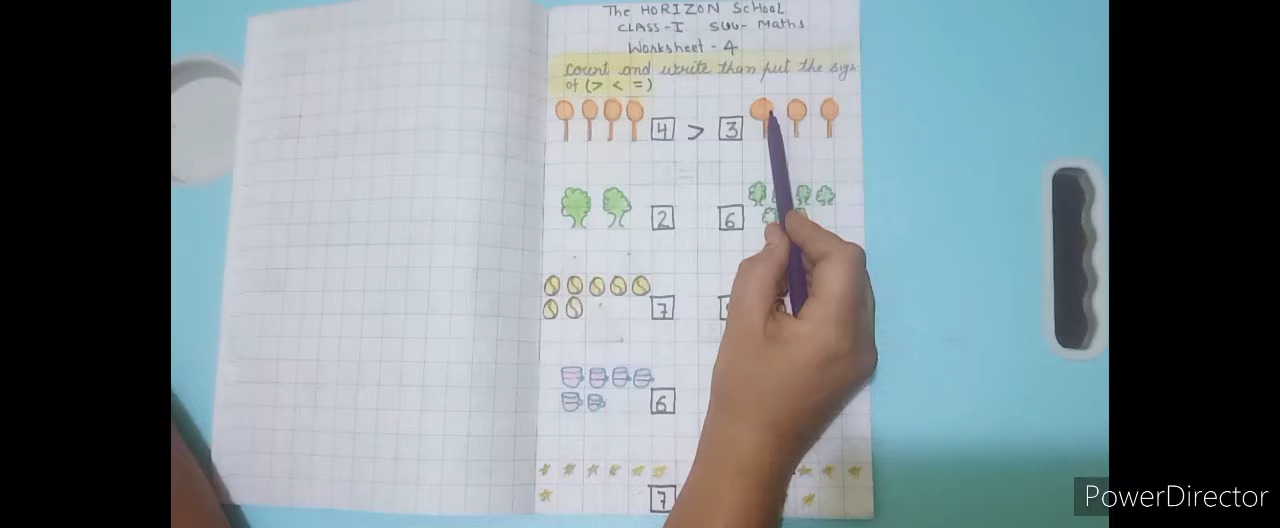 The HORIZON SCHOOL
CLASS-I SUB- Maths
Worksheet - 4
count and write than put the sign
of (> < =)
4 > 3
2 6
7
6
7
PowerDirector